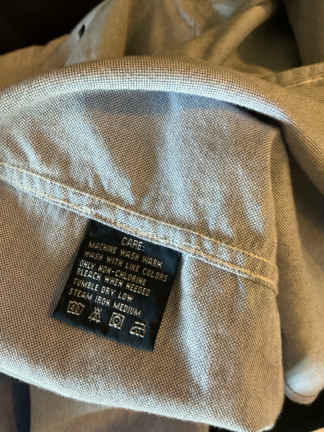 CARE:
MACHINE WASH WARM
WASH WITH LIKE COLORS
ONLY NON-CHLORINE
BLEACH WHEN NEEDED
TUMBLE DRY LOW
STEAM IRON MEDIUM